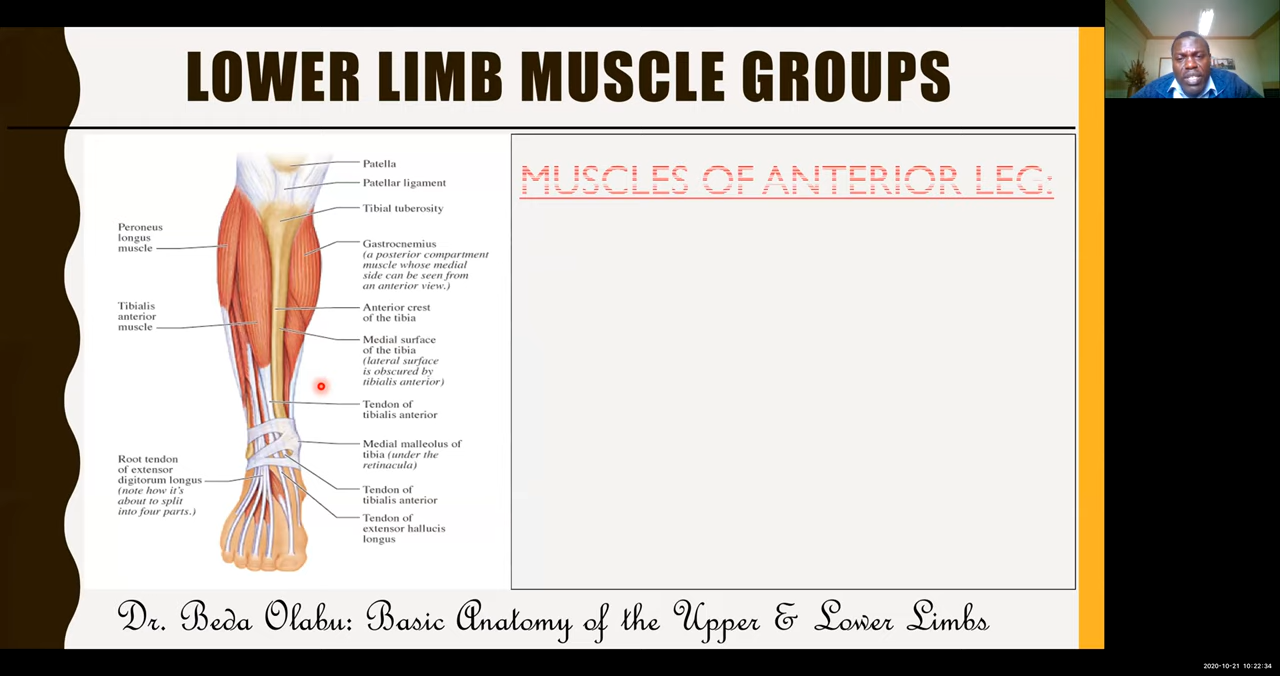 LOWER LIMB MUSCLE GROUPS
Patella
Patellar ligament
Tibial tuberosity
Peroneus
longus
muscle
Gastrocnemius
(a posterior compartment
muscle whose medial
side can be seen from
an anterior view.)
Tibialis
anterior
muscle
Anterior crest
of the tibia
Medial surface
of the tibia
(lateral surface
is obscured by
tibialis anterior)
Tendon of
tibialis anterior
Medial malleolus of
tibia (under the
retinacula)
Root tendon
of extensor
digitorum longus
(note how it's
about to split
into four parts.)
Tendon of
tibialis anterior
Tendon of
extensor hallucis
longus
MUSCLES OF ANTERIOR LEG:
Dr. Beda Olabu: Basic Anatomy of the Upper & Lower Limbs
2020-10-21 10:22:34